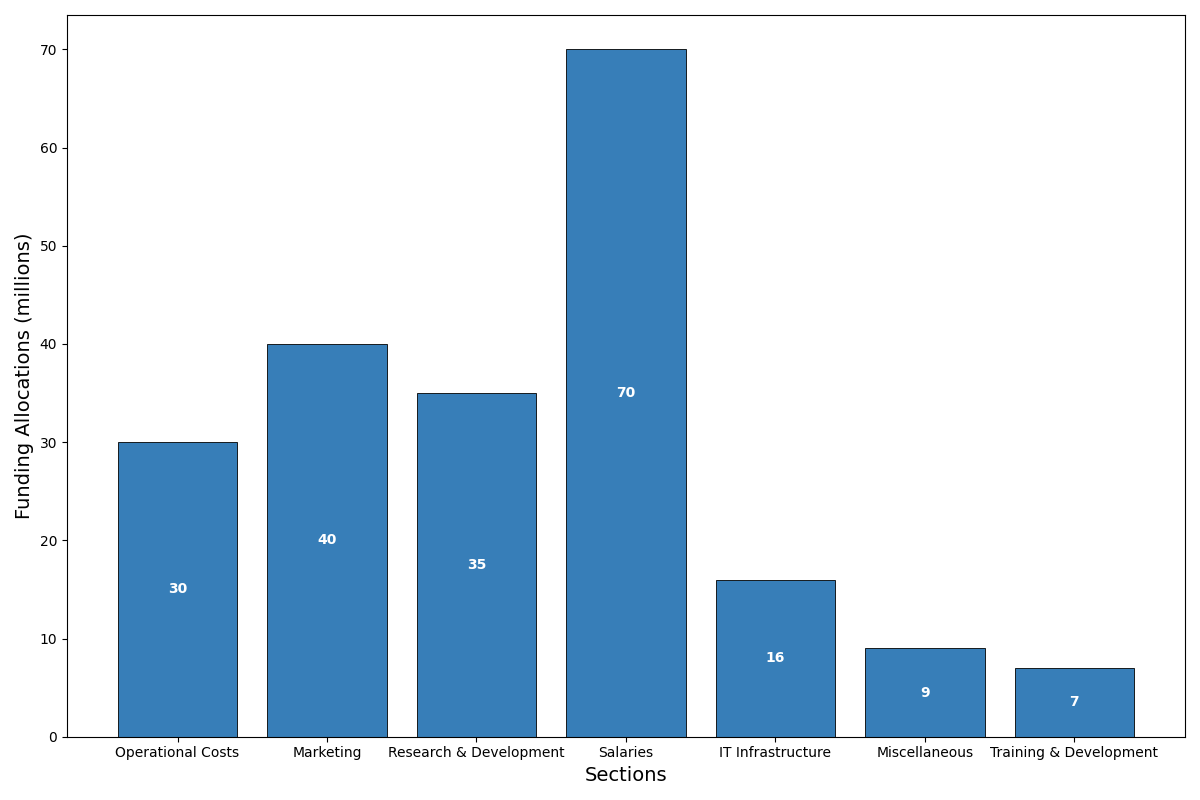 Funding Allocations (millions)
70
60
50
40
30
20
10
0
30
40
35
70
16
9
7
Operational Costs
Marketing
Research & Development
Salaries
IT Infrastructure
Miscellaneous
Training & Development
Sections